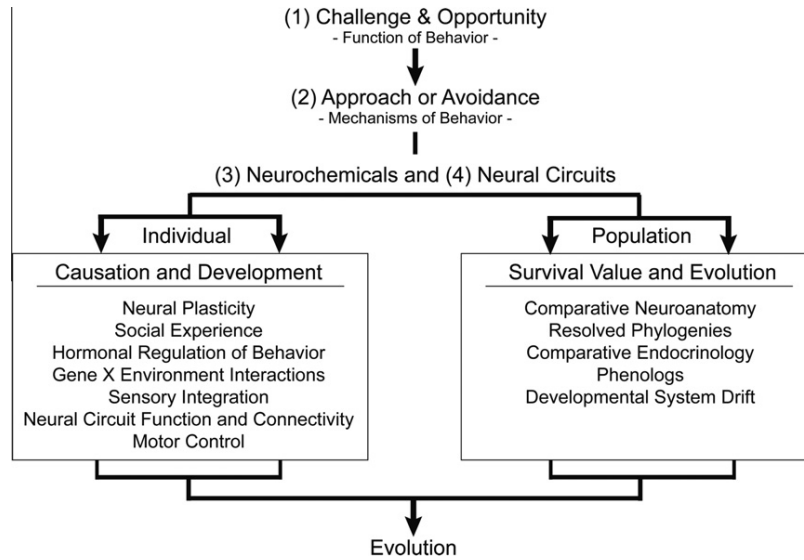 (1) Challenge & Opportunity
- Function of Behavior -
(2) Approach or Avoidance
- Mechanisms of Behavior -
(3) Neurochemicals and (4) Neural Circuits
Individual
Causation and Development
Neural Plasticity
Social Experience
Hormonal Regulation of Behavior
Gene X Environment Interactions
Sensory Integration
Neural Circuit Function and Connectivity
Motor Control
Population
Survival Value and Evolution
Comparative Neuroanatomy
Resolved Phylogenies
Comparative Endocrinology
Phenologs
Developmental System Drift
Evolution